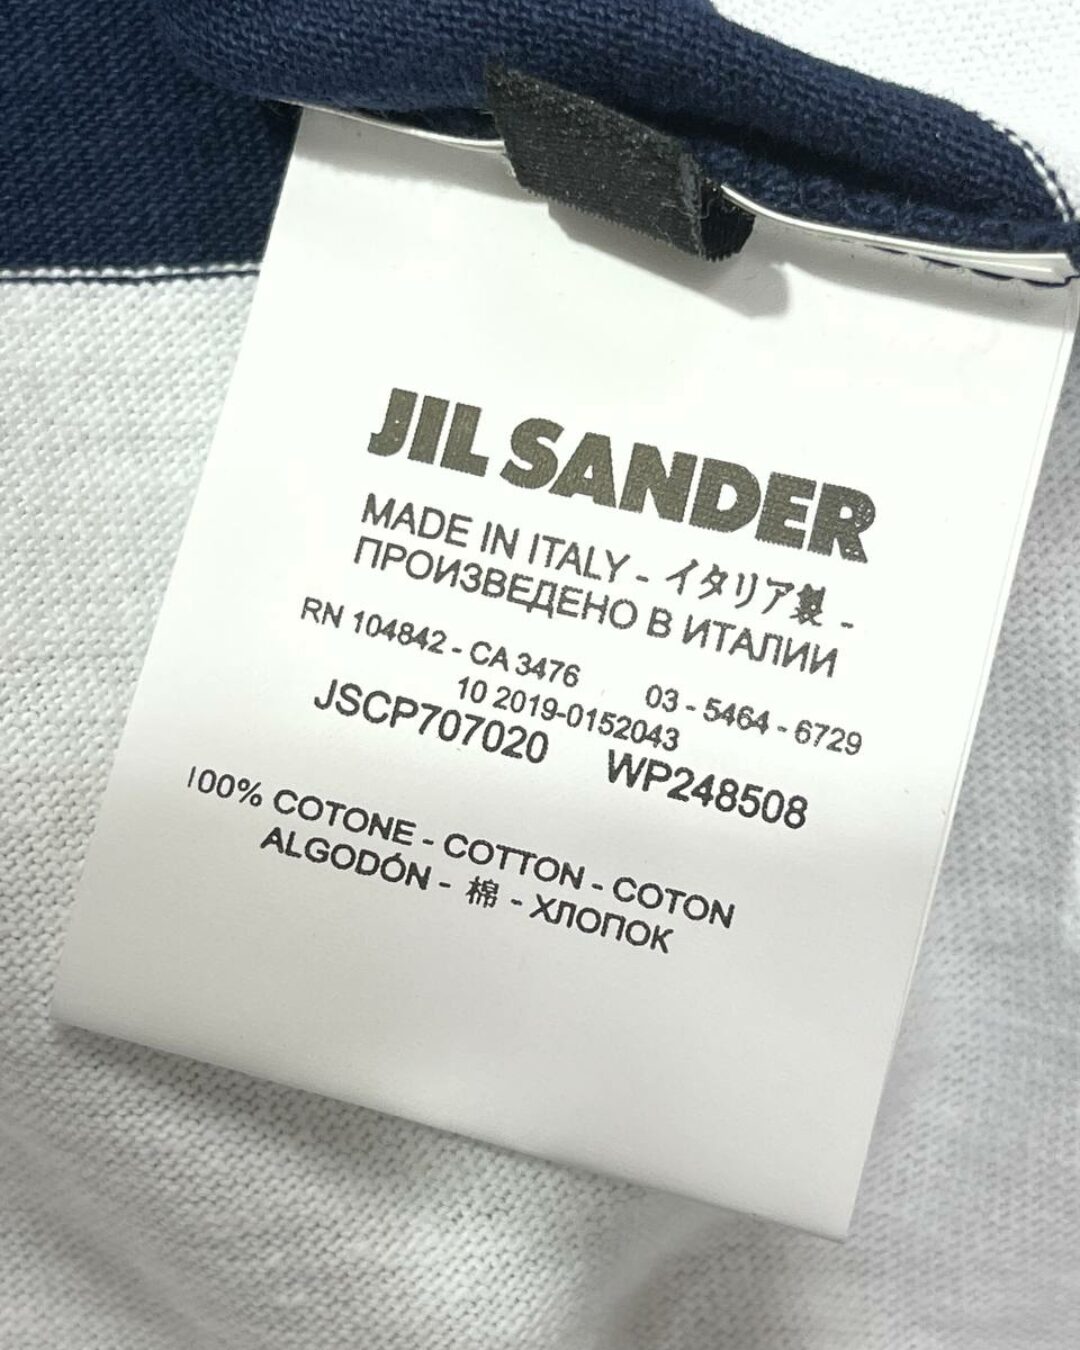 JIL SANDER
MADE IN ITALY - イタリア製 -
ПРОИЗВЕДЕНО В ИТАЛИИ
RN 104842 - CA 3476 03 - 5464 - 6729
10 2019-0152043
JSCP707020 WP248508
100% COTONE - COTTON - COTON
ALGODÓN - 棉 - ХЛОПОК